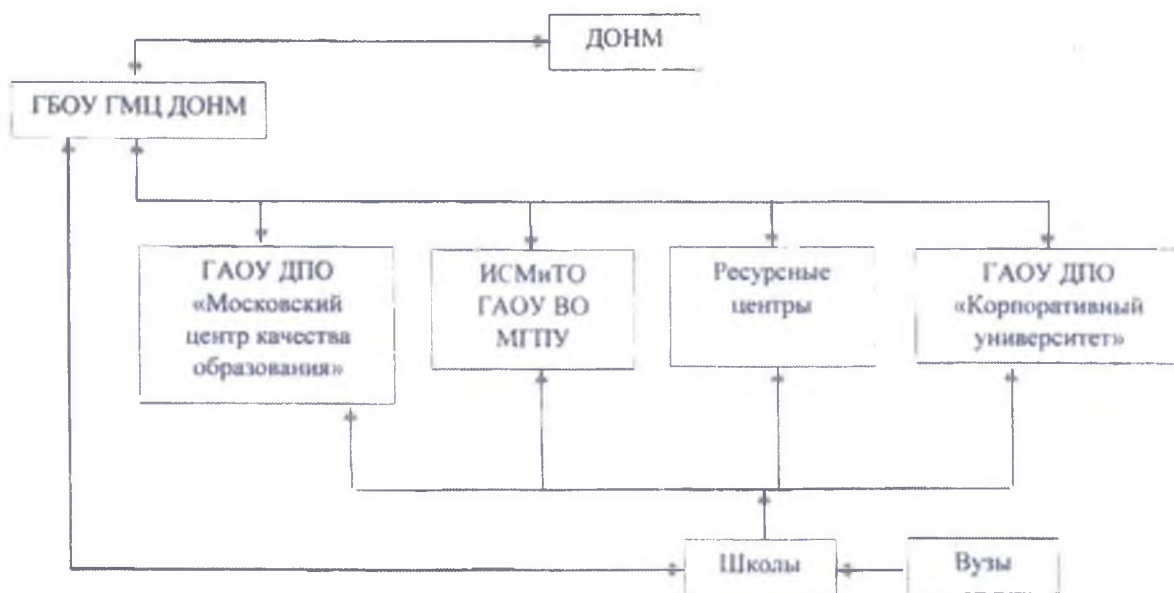 ДОНМ
ГБОУ ГМЦ ДОНМ
ГАОУ ДПО
«Московский
центр качества
образования»
ИСМиТО
ГАОУ ВО
МГПУ
Ресурсные
центры
ГАОУ ДПО
«Корпоративный
университет»
Школы
Вузы